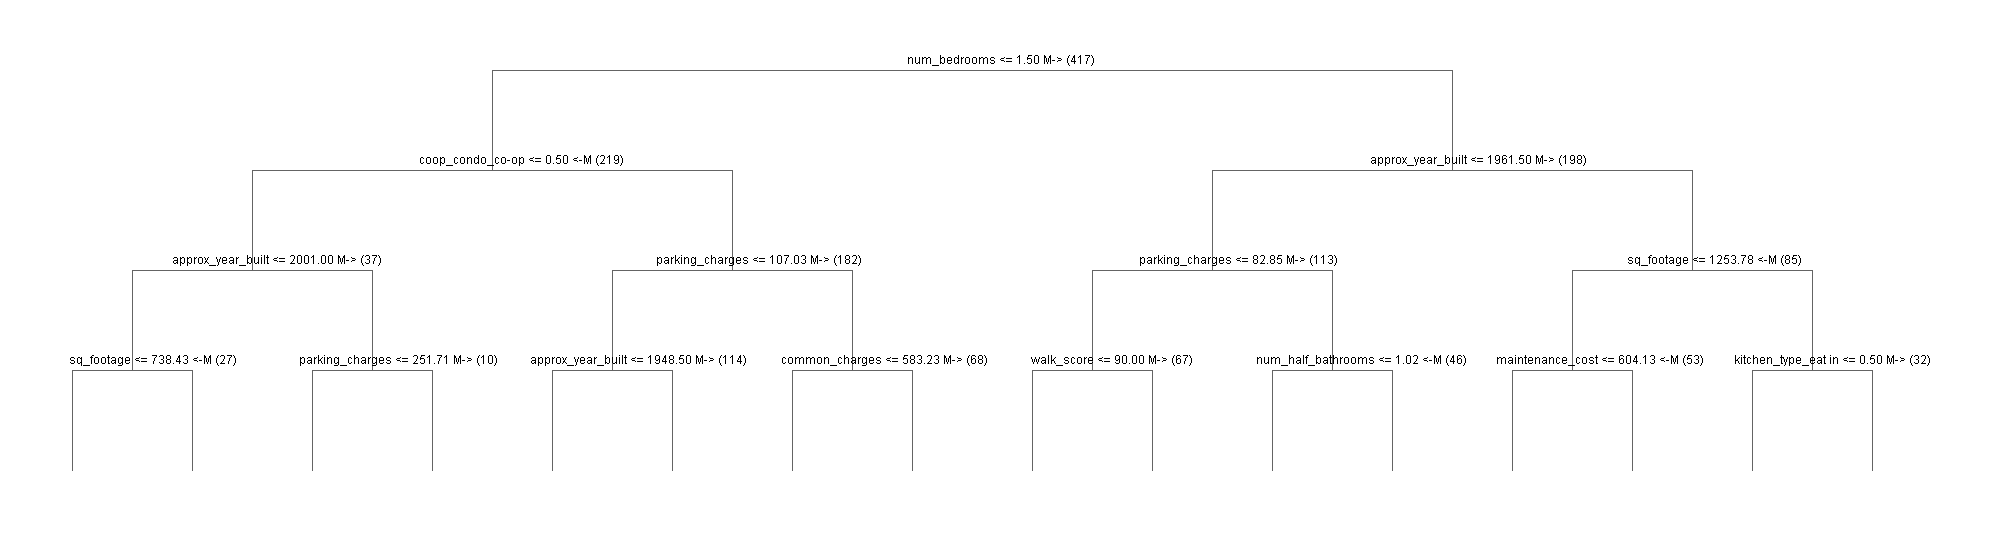 num_bedrooms <= 1.50 M-> (417)
coop_condo_co-op <= 0.50 <-M (219)
approx_year_built <= 1961.50 M-> (198)
approx_year_built <= 2001.00 M-> (37)
parking_charges <= 107.03 M-> (182)
parking_charges <= 82.85 M-> (113)
sq_footage <= 1253.78 <-M (85)
sq_footage <= 738.43 <-M (27)
parking_charges <= 251.71 M-> (10)
approx_year_built <= 1948.50 M-> (114)
common_charges <= 583.23 M-> (68)
walk_score <= 90.00 M-> (67)
num_half_bathrooms <= 1.02 <-M (46)
maintenance_cost <= 604.13 <-M (53)
kitchen_type_eat in <= 0.50 M-> (32)